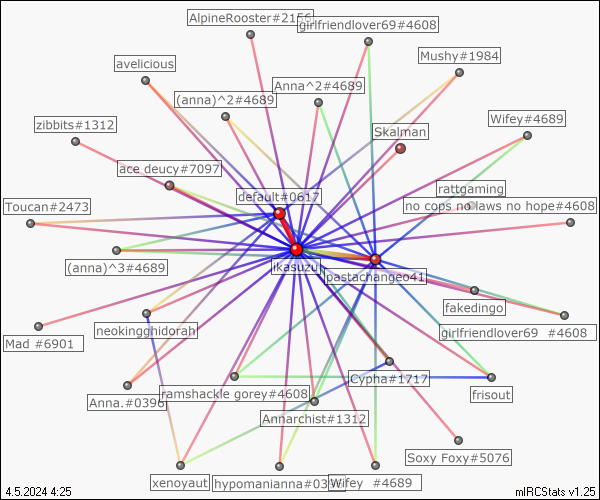 AlpineRooster#2156
girlfriendlover69#4608
Mushy#1984
avelicious
Anna^2#4689
(anna)^2#4689
Wifey#4689
zibbits#1312
Skalman
ace deucy#7097
rattgaming
default#0617
Toucan#2473
no cops no laws no hope#4608
(anna)^3#4689
ikasuzu
pastachangeo41
fakedingo
neokingghidorah
girlfriendlover69 #4608
Mad #6901
Cypha#1717
Anna.#0396
ramshackle gorey#4608
frisout
Annarchist#1312
Soxy Foxy#5076
xenoyaut
hypomanianna#0396
Wifey #4689
4.5.2024 4:25
mIRCStats v1.25